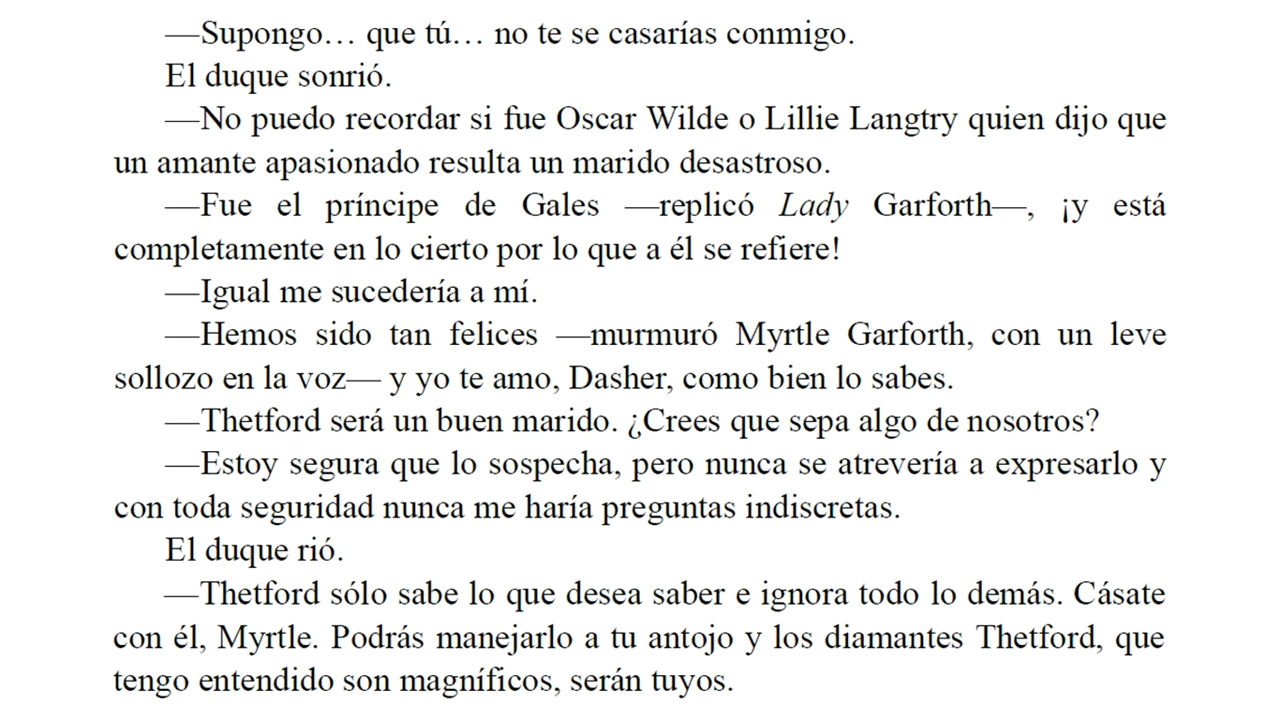 —Supongo… que tú… no te se casarías conmigo.
El duque sonrió.
—No puedo recordar si fue Oscar Wilde o Lillie Langtry quien dijo que
un amante apasionado resulta un marido desastroso.
—Fue el príncipe de Gales —replicó Lady Garforth—, ¡y está
completamente en lo cierto por lo que a él se refiere!
—Igual me sucedería a mí.
—Hemos sido tan felices —murmuró Myrtle Garforth, con un leve
sollozo en la voz— y yo te amo, Dasher, como bien lo sabes.
—Thetford será un buen marido. ¿Crees que sepa algo de nosotros?
—Estoy segura que lo sospecha, pero nunca se atrevería a expresarlo y
con toda seguridad nunca me haría preguntas indiscretas.
El duque rió.
—Thetford sólo sabe lo que desea saber e ignora todo lo demás. Cásate
con él, Myrtle. Podrás manejarlo a tu antojo y los diamantes Thetford, que
tengo entendido son magníficos, serán tuyos.